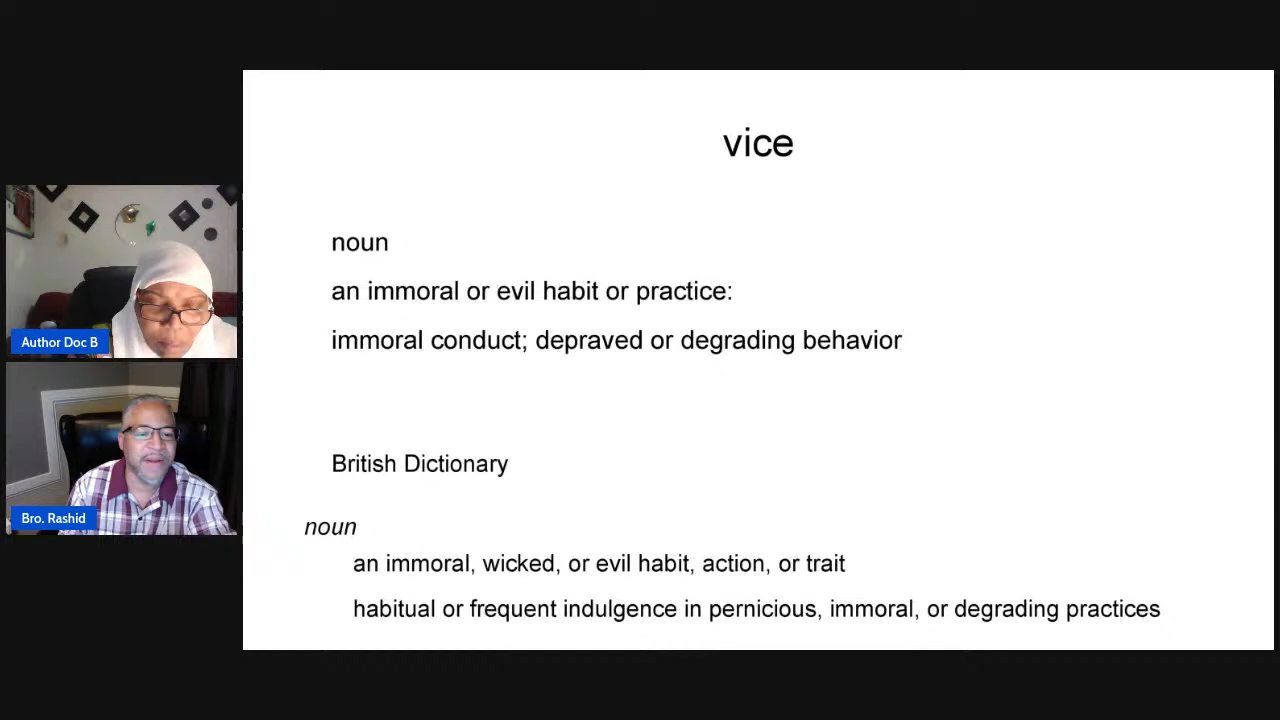 vice
noun
an immoral or evil habit or practice:
immoral conduct; depraved or degrading behavior
Author Doc B
British Dictionary
Bro. Rashid
noun
an immoral, wicked, or evil habit, action, or trait
habitual or frequent indulgence in pernicious, immoral, or degrading practices